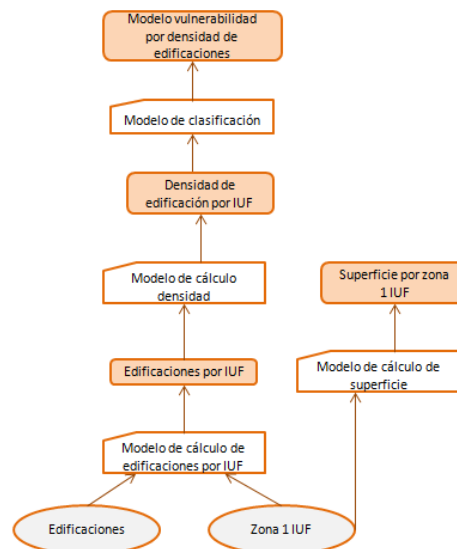 Modelo vulnerabilidad
por densidad de
edificaciones
Modelo de clasificación
Densidad de
edificación por IUF
Modelo de cálculo
densidad
Superficie por zona
1 IUF
Edificaciones por IUF
Modelo de cálculo de
superficie
Modelo de cálculo de
edificaciones por IUF
Edificaciones
Zona 1 IUF